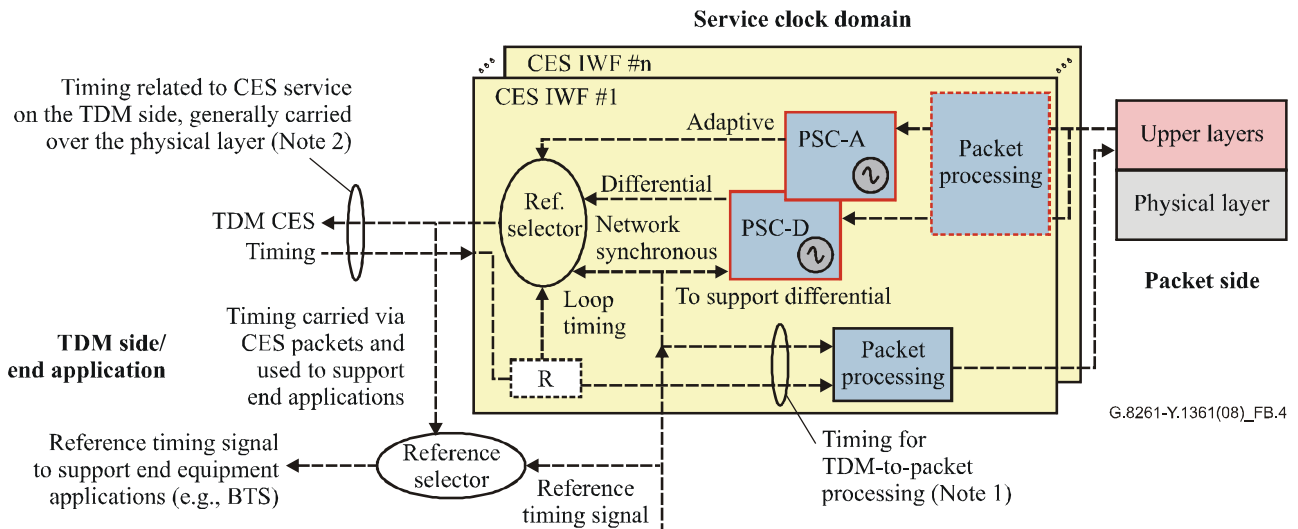 Service clock domain
CES IWF #n
CES IWF #1
Timing related to CES service
on the TDM side, generally carried
over the physical layer (Note 2)
Adaptive
PSC-A
Packet
processing
Upper layers
Physical layer
Packet side
Differential
PSC-D
Ref.
selector
Network
synchronous
TDM CES
Timing
To support differential
Loop
timing
Timing carried via
CES packets and
used to support
end applications
TDM side/
end application
R
Packet
processing
G.8261-Y.1361(08)_FB.4
Reference timing signal
to support end equipment
applications (e.g., BTS)
Reference
selector
Reference
timing signal
Timing for
TDM-to-packet
processing (Note 1)